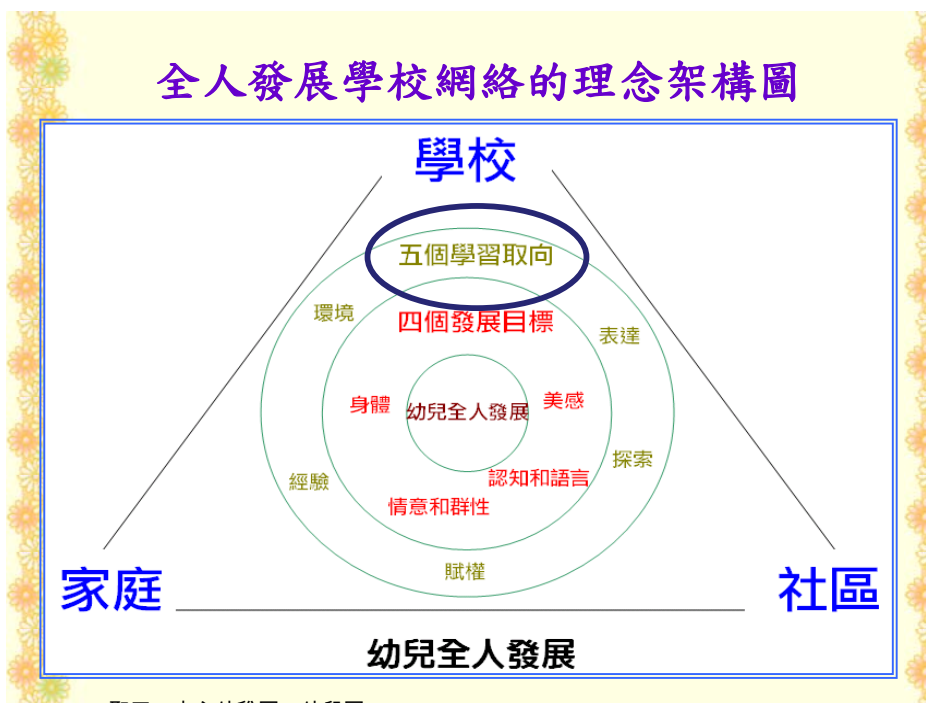 全人發展學校網絡的理念架構圖
學校
五個學習取向
環境
四個發展目標
表達
身體
幼兒全人發展
美感
探索
經驗
認知和語言
情意和群性
賦權
家庭
社區
幼兒全人發展